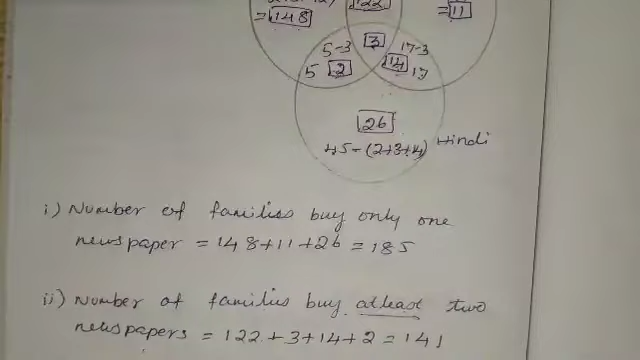 = 148
122
= 11
3
5-3
17-3
5
2
14
17
26
45-(2+3+14)
Hindi
i) Number of families buy only one
newspaper = 148+11+26 = 185
ii) Number of families buy atleast two
newspapers = 122+3+14+2 = 141